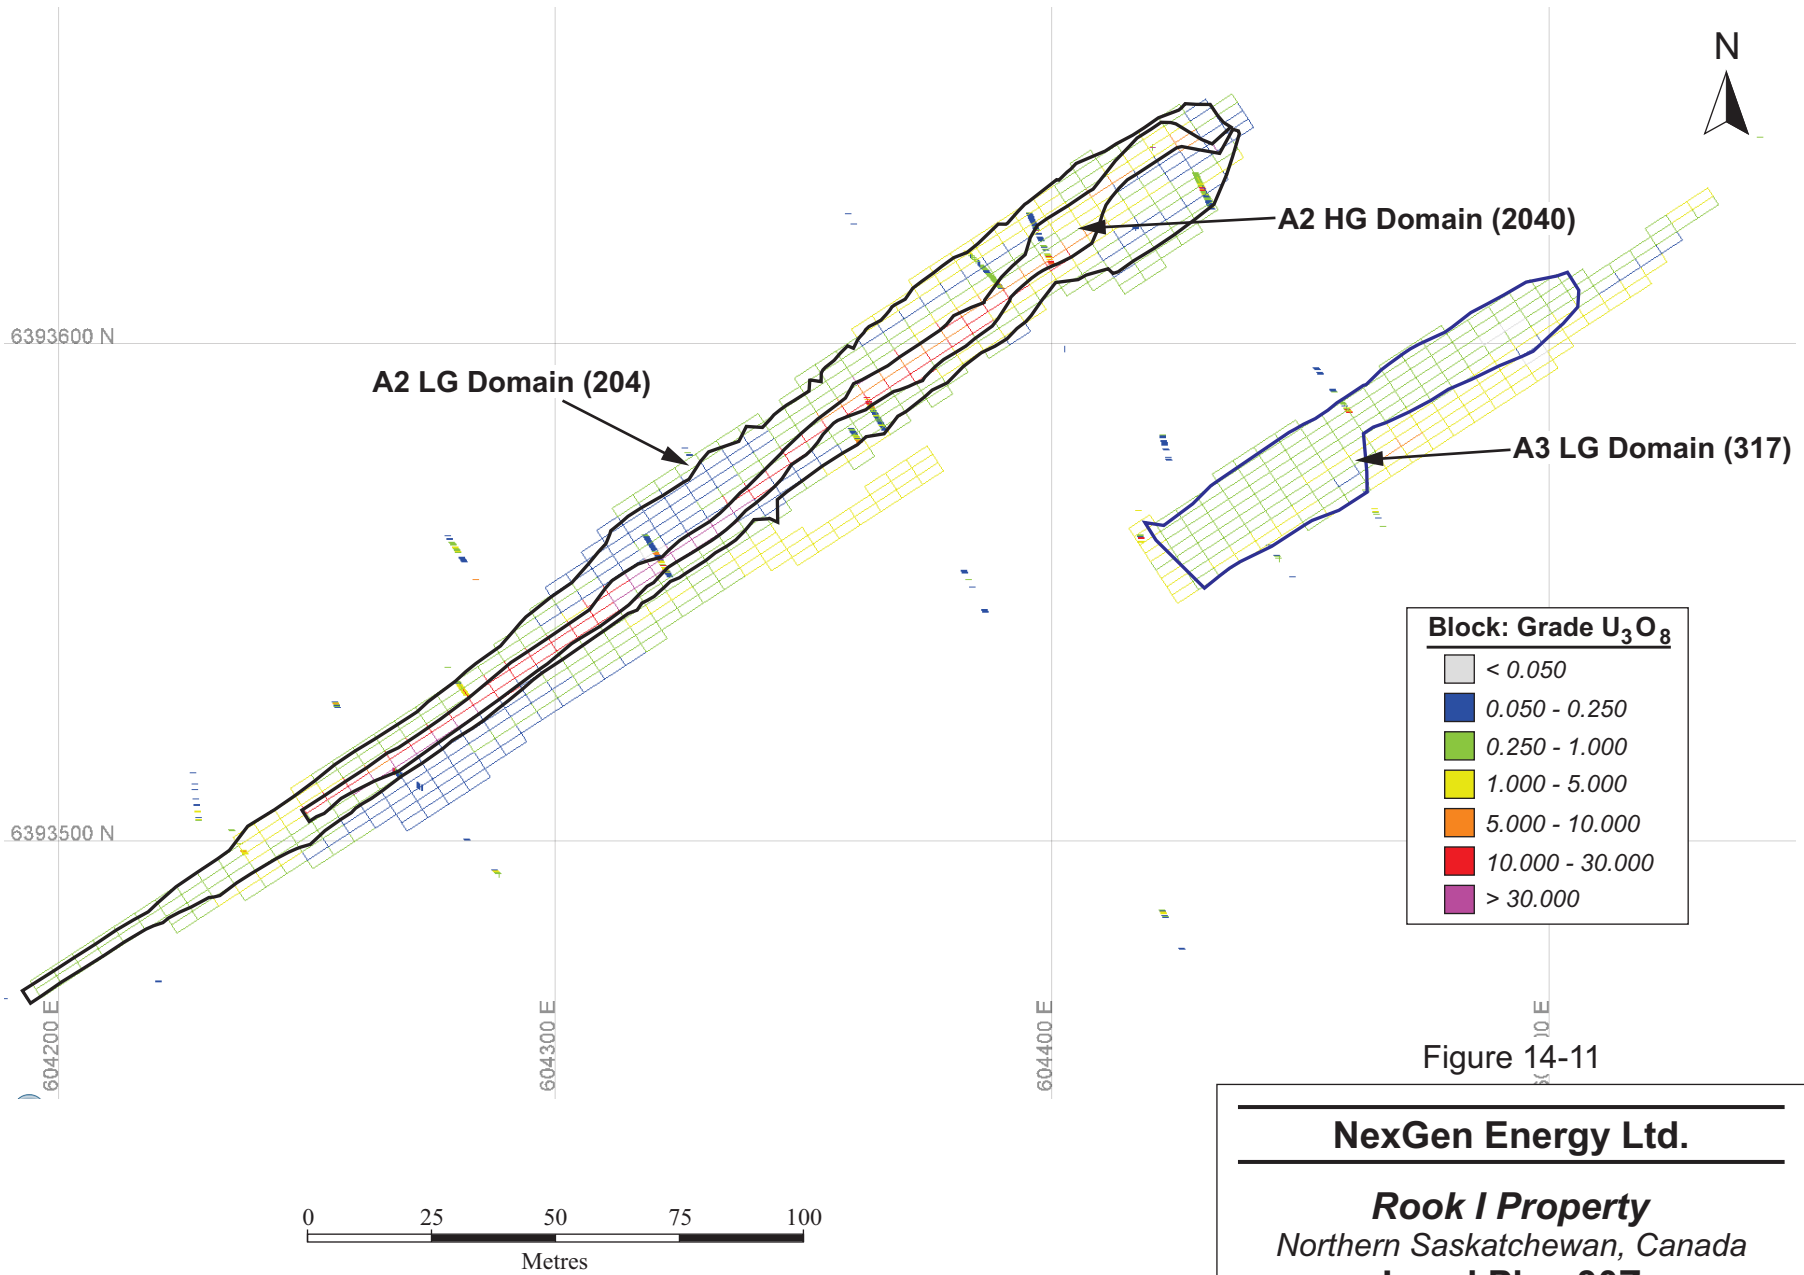 N
A2 HG Domain (2040)
6393600 N
A2 LG Domain (204)
A3 LG Domain (317)
Block: Grade U3O8
< 0.050
0.050 - 0.250
0.250 - 1.000
1.000 - 5.000
5.000 - 10.000
10.000 - 30.000
> 30.000
6393500 N
604200 E
604300 E
604400 E
Figure 14-11
NexGen Energy Ltd.
Rook I Property
Northern Saskatchewan, Canada
0 25 50 75 100
Metres